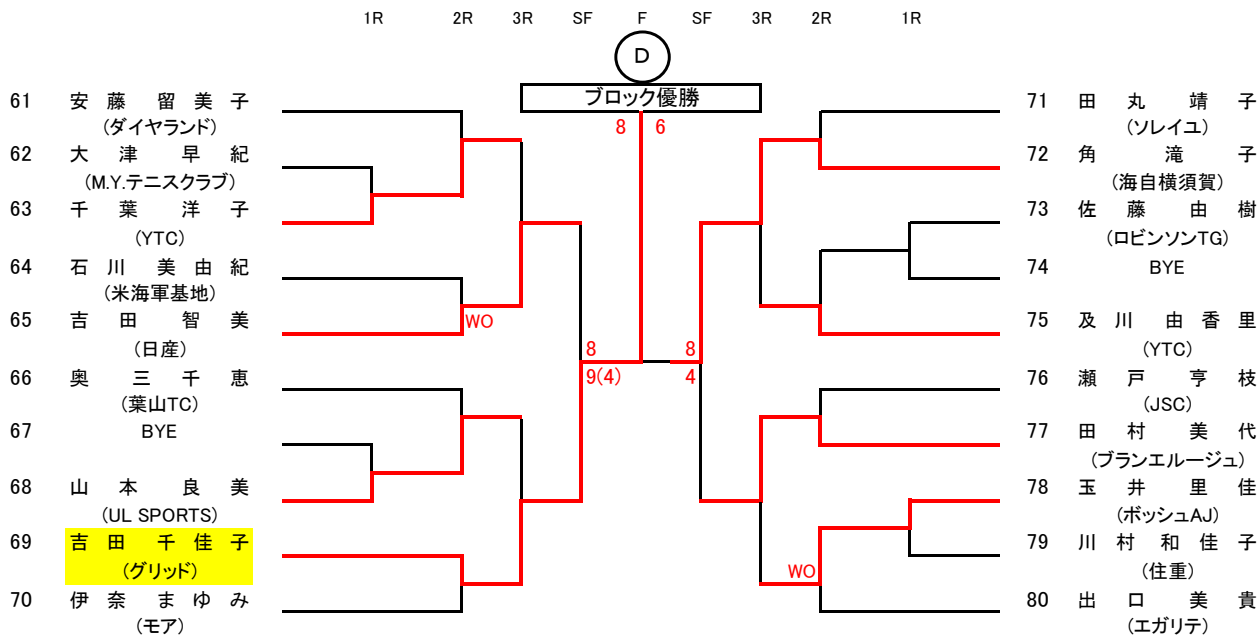 1R 2R 3R SF F SF 3R 2R 1R
D
ブロック優勝
8 6
61 安藤 留美子
(ダイヤランド)
62 大津 早紀
(M.Y.テニスクラブ)
63 千葉 洋子
(YTC)
64 石川 美由紀
(米海軍基地)
65 吉田 智美
(日産)
WO
66 奥 三千恵
(葉山TC)
67 BYE
68 山本 良美
(UL SPORTS)
69 吉田 千佳子
(グリッド)
70 伊奈 まゆみ
(モア)
8
9(4)
8
4
71 田丸 靖子
(ソレイユ)
72 角 滝子
(海自横須賀)
73 佐藤 由樹
(ロビンソンTG)
74 BYE
75 及川 由香里
(YTC)
76 瀬戸 亨枝
(JSC)
77 田村 美代
(ブランエルージュ)
78 玉井 里佳
(ボッシュAJ)
79 川村 和佳子
(住重)
WO
80 出口 美貴
(エガリテ)